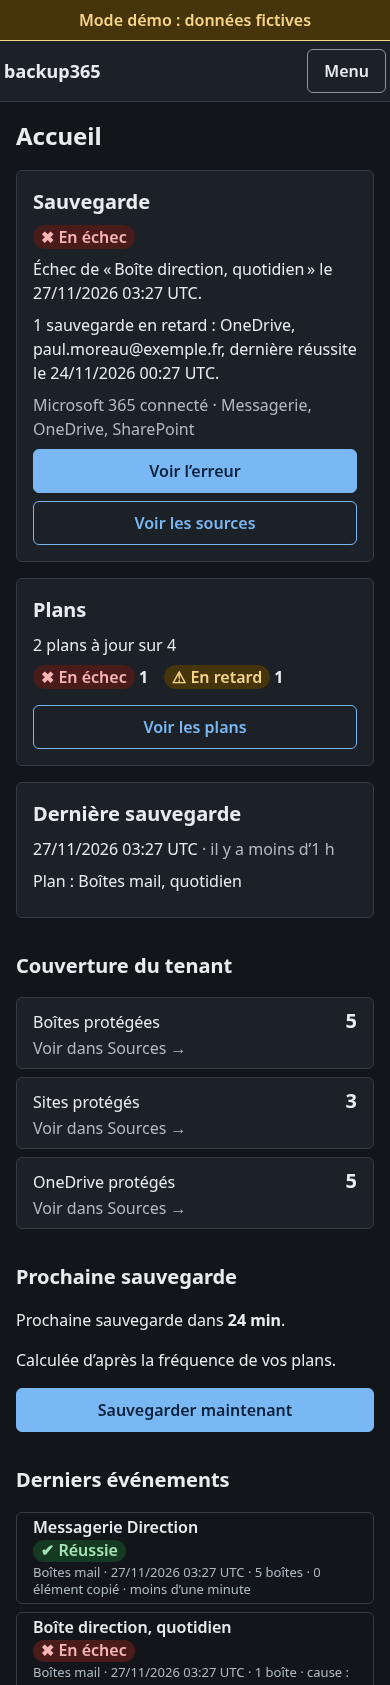 Mode démo : données fictives
backup365
Menu
Accueil
Sauvegarde
✖ En échec
Échec de « Boîte direction, quotidien » le
27/11/2026 03:27 UTC.
1 sauvegarde en retard : OneDrive,
paul.moreau@exemple.fr, dernière réussite
le 24/11/2026 00:27 UTC.
Microsoft 365 connecté · Messagerie,
OneDrive, SharePoint
Voir l’erreur
Voir les sources
Plans
2 plans à jour sur 4
✖ En échec 1 ⚠ En retard 1
Voir les plans
Dernière sauvegarde
27/11/2026 03:27 UTC · il y a moins d’1 h
Plan : Boîtes mail, quotidien
Couverture du tenant
Boîtes protégées 5
Voir dans Sources →
Sites protégés 3
Voir dans Sources →
OneDrive protégés 5
Voir dans Sources →
Prochaine sauvegarde
Prochaine sauvegarde dans 24 min.
Calculée d’après la fréquence de vos plans.
Sauvegarder maintenant
Derniers événements
Messagerie Direction
✔ Réussie
Boîtes mail · 27/11/2026 03:27 UTC · 5 boîtes · 0
élément copié · moins d’une minute
Boîte direction, quotidien
✖ En échec
Boîtes mail · 27/11/2026 03:27 UTC · 1 boîte · cause :